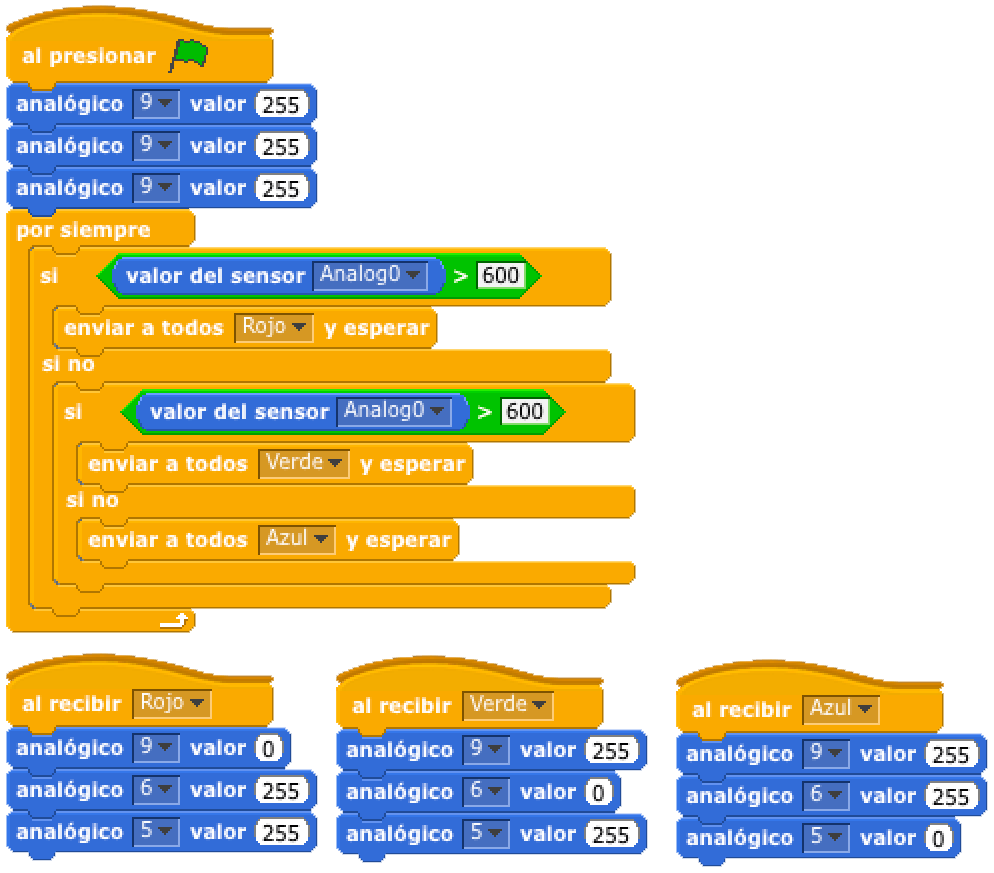 al presionar
analógico 9 valor 255
analógico 9 valor 255
analógico 9 valor 255
por siempre
si valor del sensor Analog0 > 600
enviar a todos Rojo y esperar
si no
si valor del sensor Analog0 > 600
enviar a todos Verde y esperar
si no
enviar a todos Azul y esperar
al recibir Rojo
analógico 9 valor 0
analógico 6 valor 255
analógico 5 valor 255
al recibir Verde
analógico 9 valor 255
analógico 6 valor 0
analógico 5 valor 255
al recibir Azul
analógico 9 valor 255
analógico 6 valor 255
analógico 5 valor 0